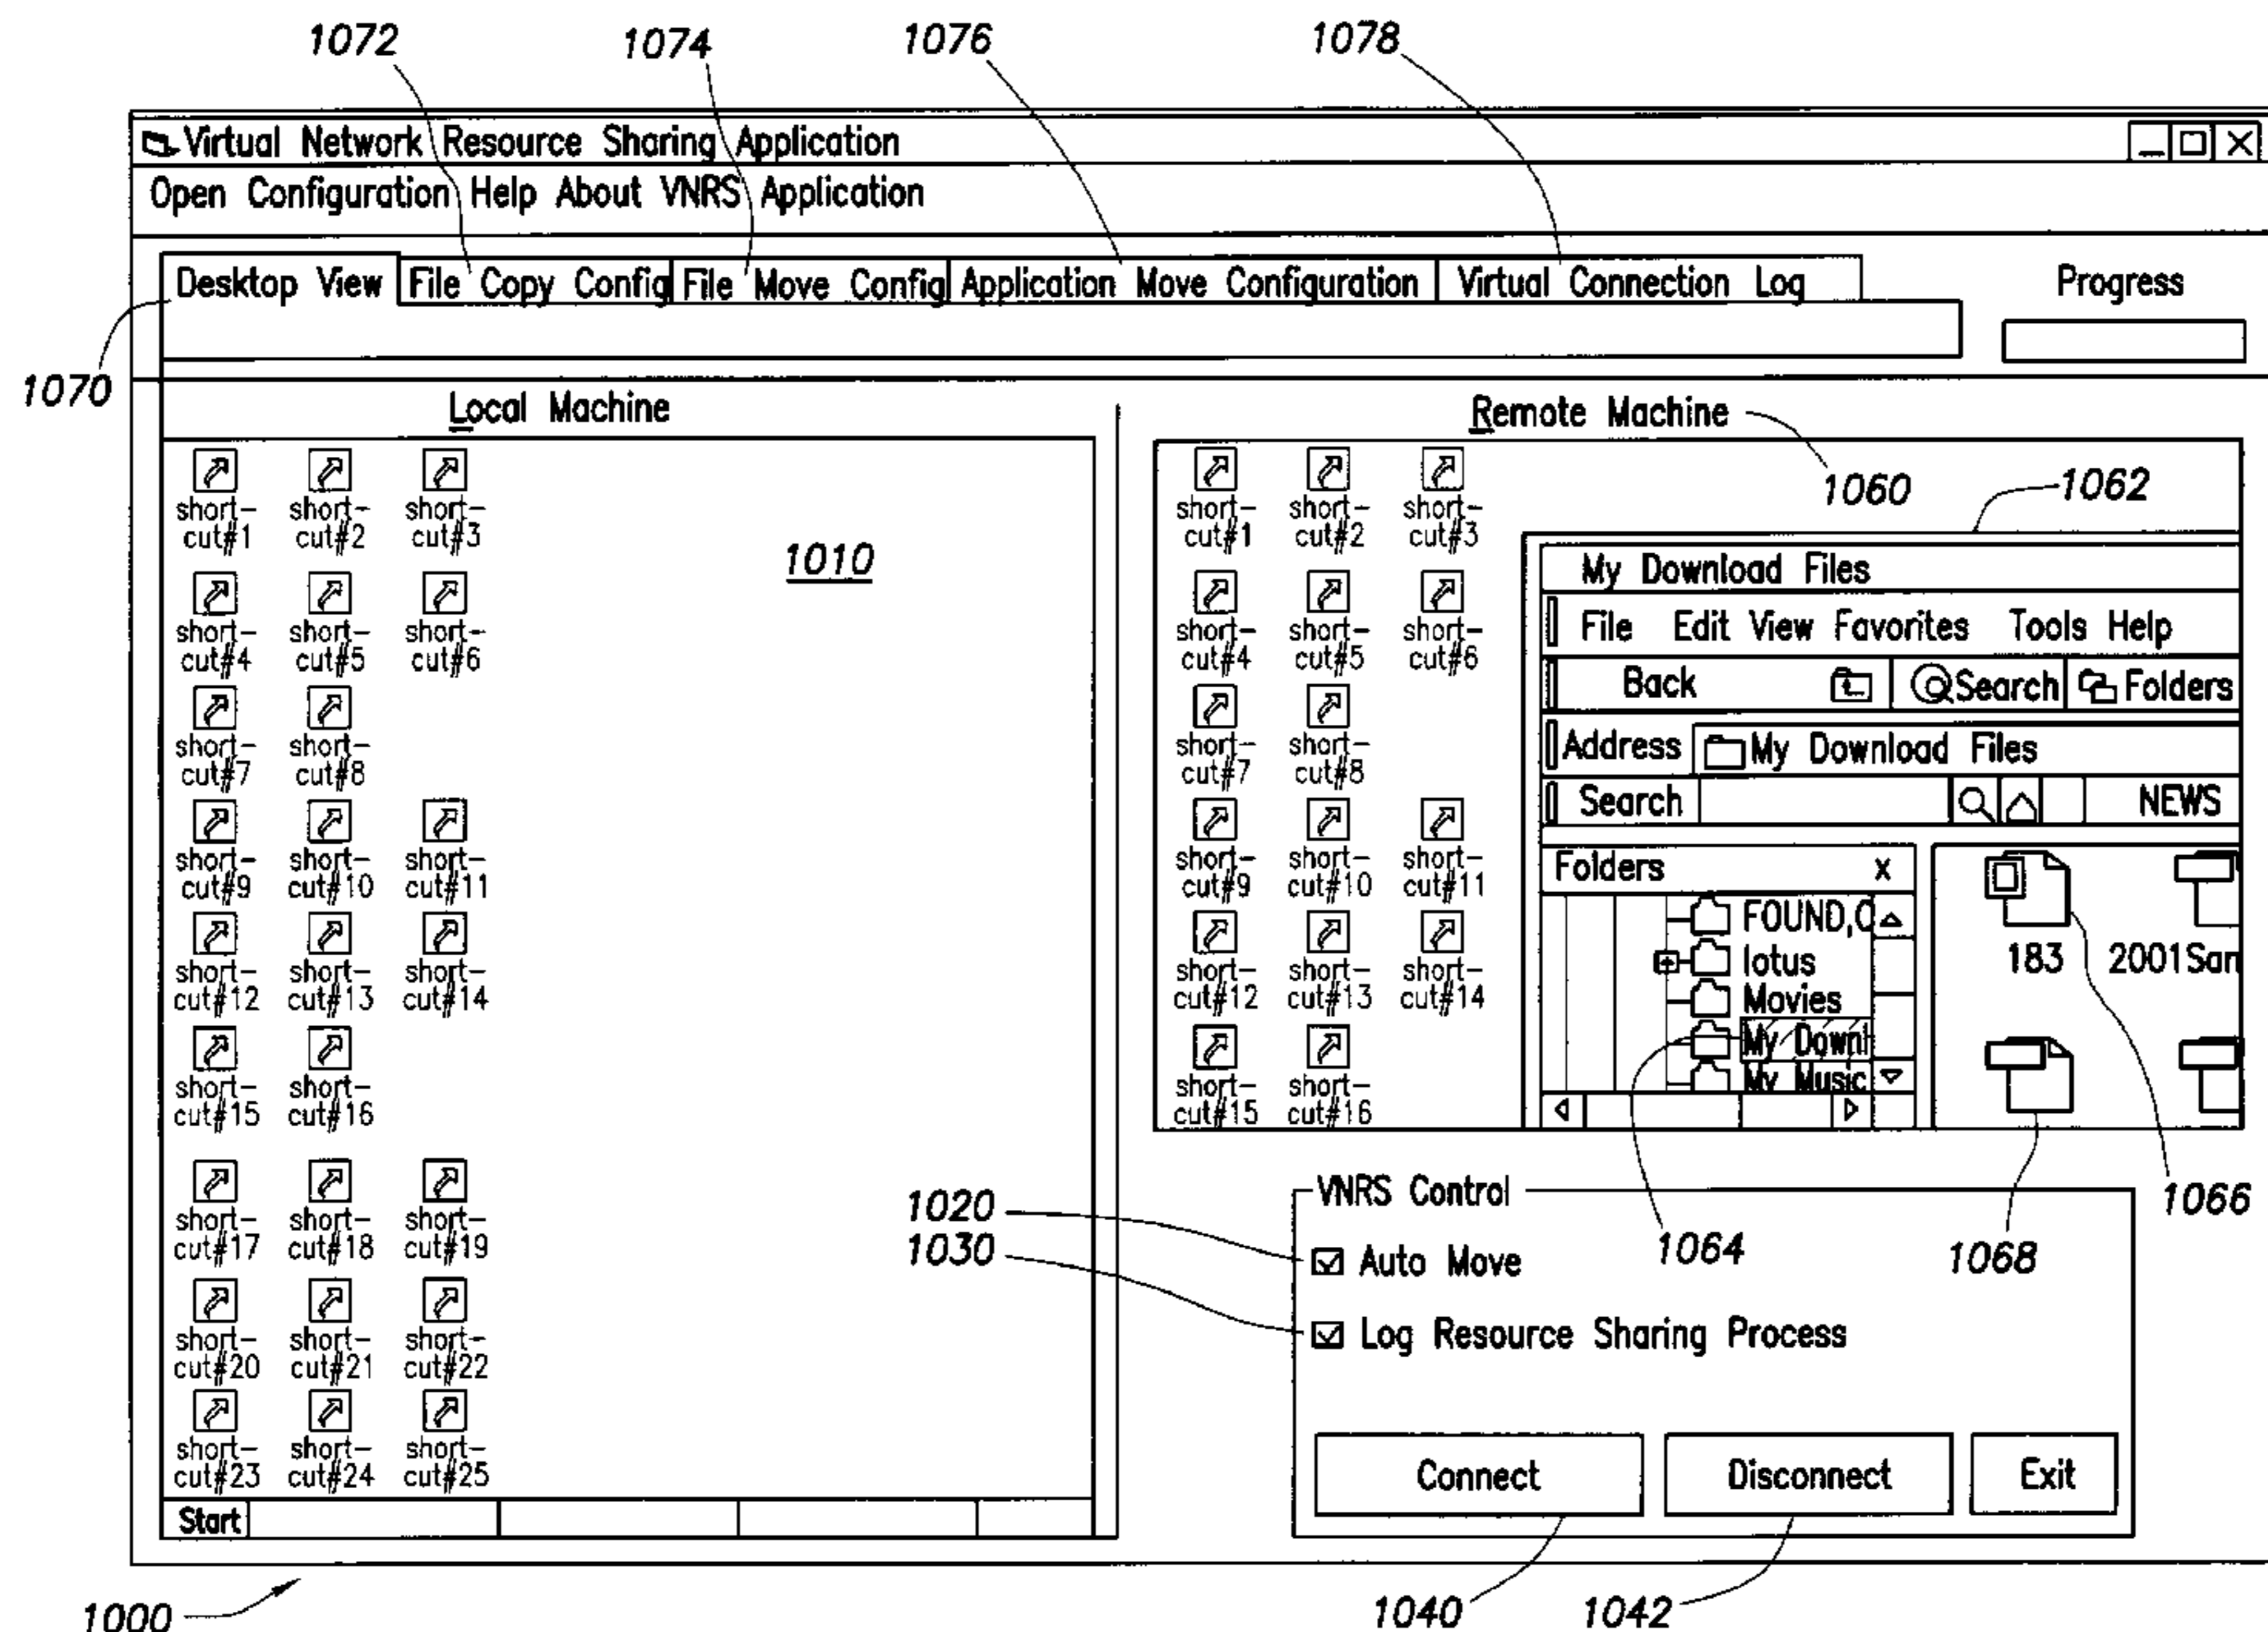 1072 1074 1076 1078
Virtual Network Resource Sharing Application
Open Configuration Help About VNRS Application
Desktop View File Copy Config File Move Config Application Move Configuration Virtual Connection Log Progress
1070
Local Machine
1010
short-cut#1 short-cut#2 short-cut#3
short-cut#4 short-cut#5 short-cut#6
short-cut#7 short-cut#8
short-cut#9 short-cut#10 short-cut#11
short-cut#12 short-cut#13 short-cut#14
short-cut#15 short-cut#16
short-cut#17 short-cut#18 short-cut#19
short-cut#20 short-cut#21 short-cut#22
short-cut#23 short-cut#24 short-cut#25
Start
Remote Machine
1060
1062
short-cut#1 short-cut#2 short-cut#3
short-cut#4 short-cut#5 short-cut#6
short-cut#7 short-cut#8
short-cut#9 short-cut#10 short-cut#11
short-cut#12 short-cut#13 short-cut#14
short-cut#15 short-cut#16
My Download Files
File Edit View Favorites Tools Help
Back Search Folders
Address My Download Files
Search NEWS
Folders x
FOUND,C
lotus
Movies
My Downl
My Music
183 2001San
1064 1068 1066
VNRS Control
1020 Auto Move
1030 Log Resource Sharing Process
Connect Disconnect Exit
1000 1040 1042